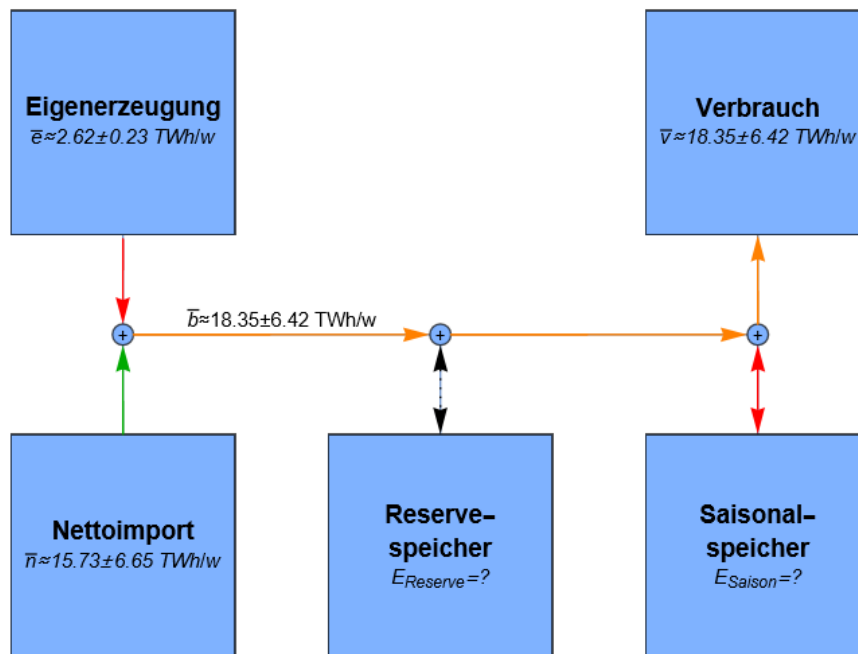 Eigenerzeugung
e̅≈2.62±0.23 TWh/w
Verbrauch
v̅≈18.35±6.42 TWh/w
b̅≈18.35±6.42 TWh/w
+
+
+
Nettoimport
n̅≈15.73±6.65 TWh/w
Reserve–
speicher
E_Reserve=?
Saisonal–
speicher
E_Saison=?